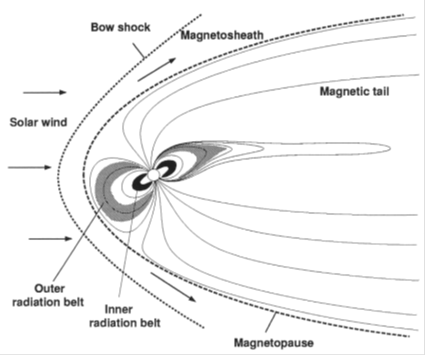 Bow shock
Magnetosheath
Magnetic tail
Solar wind
Outer
radiation belt
Inner
radiation belt
Magnetopause